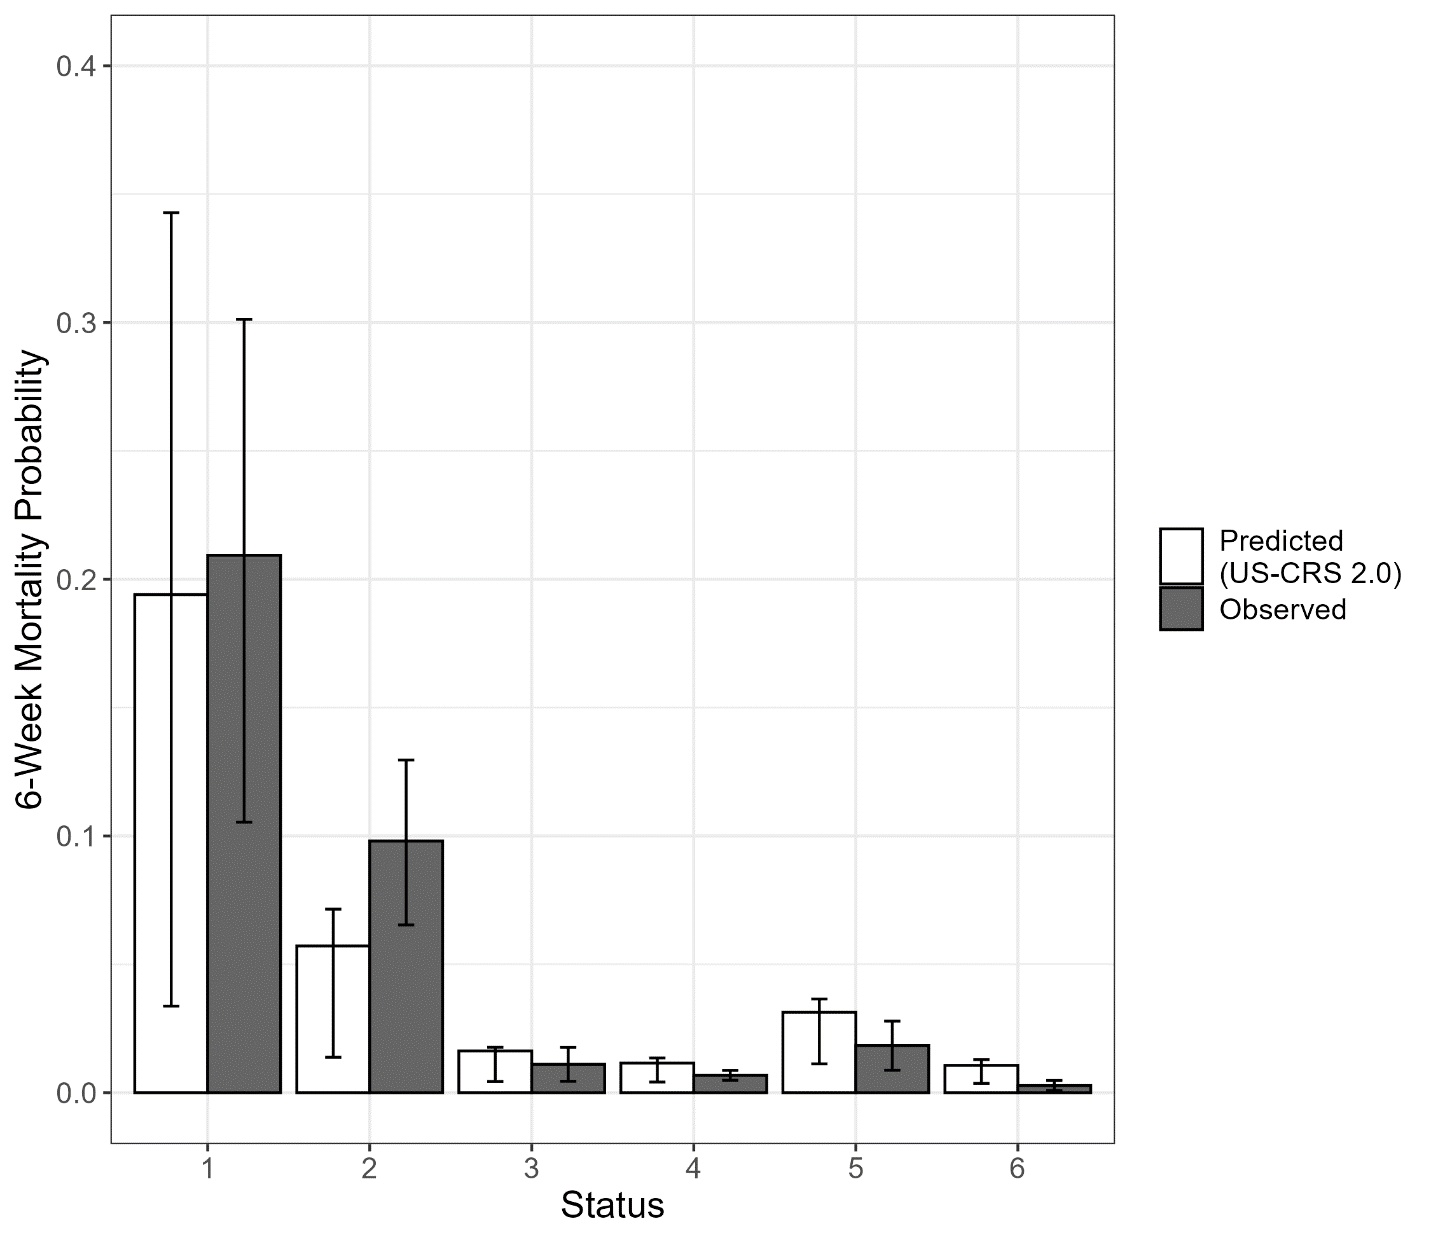 0.4
0.3
0.2
0.1
0.0
6-Week Mortality Probability
1 2 3 4 5 6
Status
Predicted
(US-CRS 2.0)
Observed